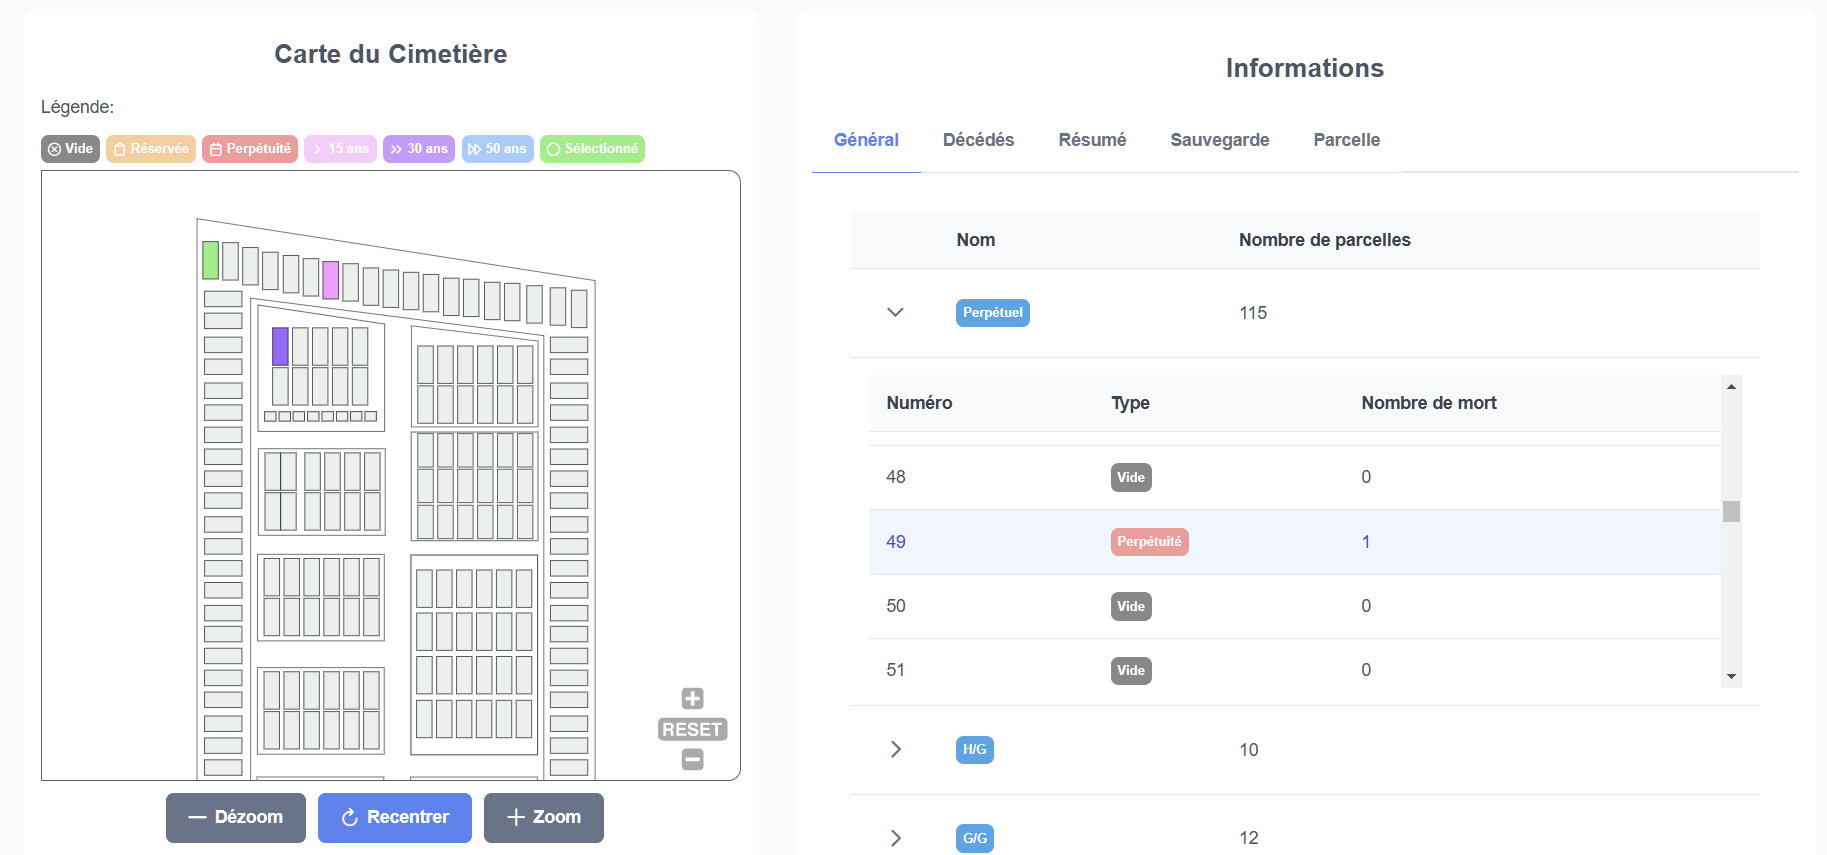 Carte du Cimetière
Légende:
Vide Réservée Perpétuité 15 ans 30 ans 50 ans Sélectionné
RESET
Dézoom Recentrer Zoom
Informations
Général Décédés Résumé Sauvegarde Parcelle
Nom Nombre de parcelles
Perpétuel 115
Numéro Type Nombre de mort
48 Vide 0
49 Perpétuité 1
50 Vide 0
51 Vide 0
H/G 10
G/G 12